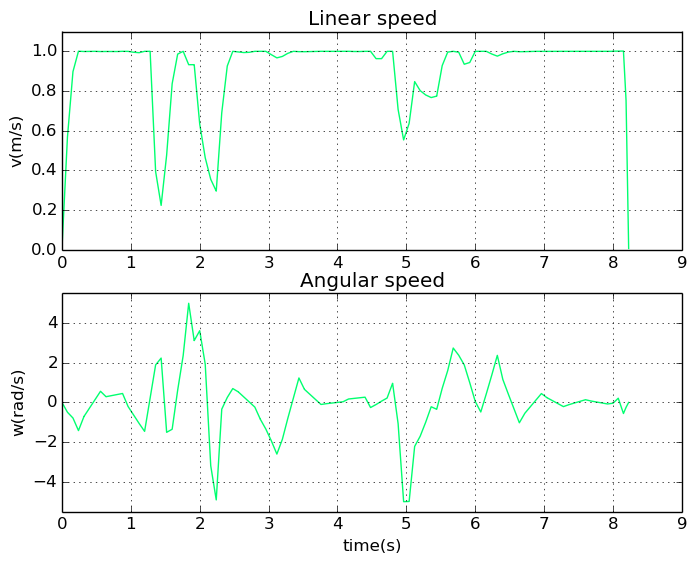 Linear speed
v(m/s)
1.0
0.8
0.6
0.4
0.2
0.0
0 1 2 3 4 5 6 7 8 9
Angular speed
w(rad/s)
4
2
0
−2
−4
0 1 2 3 4 5 6 7 8 9
time(s)